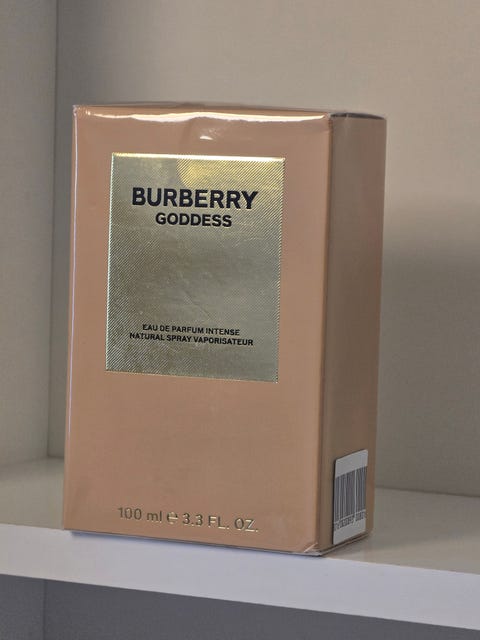 BURBERRY
GODDESS
EAU DE PARFUM INTENSE
NATURAL SPRAY VAPORISATEUR
100 ml ℮ 3.3 FL. OZ.